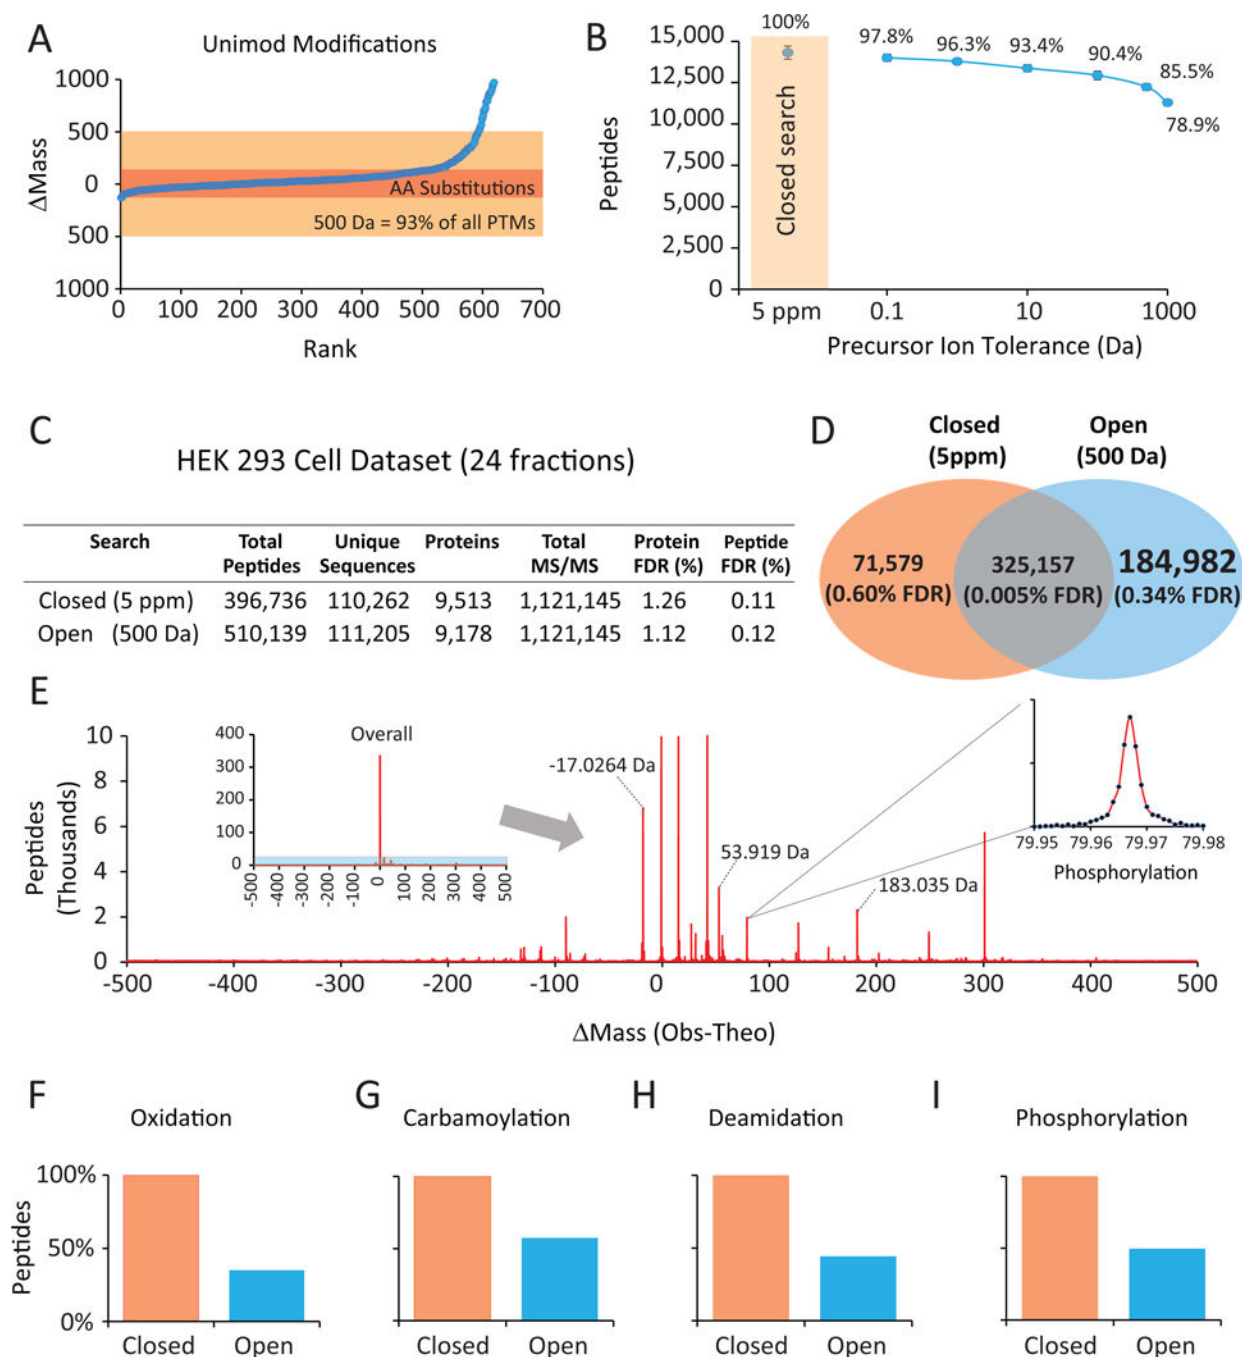 A
Unimod Modifications
1000
500
0
500
1000
ΔMass
AA Substitutions
500 Da = 93% of all PTMs
0 100 200 300 400 500 600 700
Rank
B
15,000
12,500
10,000
7,500
5,000
2,500
0
Peptides
100%
97.8%
96.3%
93.4%
90.4%
85.5%
78.9%
Closed search
5 ppm 0.1 10 1000
Precursor Ion Tolerance (Da)
C
HEK 293 Cell Dataset (24 fractions)
Search Total Peptides Unique Sequences Proteins Total MS/MS Protein FDR (%) Peptide FDR (%)
Closed (5 ppm) 396,736 110,262 9,513 1,121,145 1.26 0.11
Open (500 Da) 510,139 111,205 9,178 1,121,145 1.12 0.12
D
Closed
(5ppm)
Open
(500 Da)
71,579
(0.60% FDR)
325,157
(0.005% FDR)
184,982
(0.34% FDR)
E
10
8
6
4
2
0
Peptides
(Thousands)
Overall
400
300
200
100
0
-500 -400 -300 -200 -100 0 100 200 300 400 500
-17.0264 Da
53.919 Da
183.035 Da
79.95 79.96 79.97 79.98
Phosphorylation
-500 -400 -300 -200 -100 0 100 200 300 400 500
ΔMass (Obs-Theo)
F
Oxidation
100%
50%
0%
Peptides
Closed Open
G
Carbamoylation
Closed Open
H
Deamidation
Closed Open
I
Phosphorylation
Closed Open